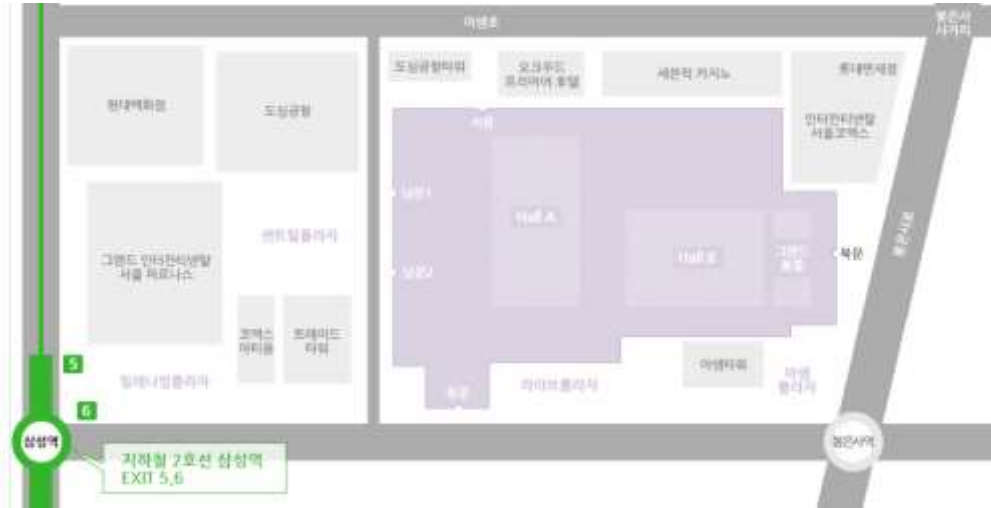 아셈로
봉은사
사거리
도심공항타워
오크우드
프리미어 호텔
세븐럭 카지노
롯데면세점
현대백화점
도심공항
인터컨티넨탈
서울코엑스
서문
남문1
Hall A
센트럴플라자
봉은사로
그랜드 인터컨티넨탈
서울 파르나스
남문2
Hall B
그랜드
볼룸
북문
코엑스
아티움
트레이드
타워
5
밀레니엄플라자
라이브플라자
아셈타워
아셈
플라자
동문
6
삼성역
봉은사역
지하철 2호선 삼성역
EXIT 5,6